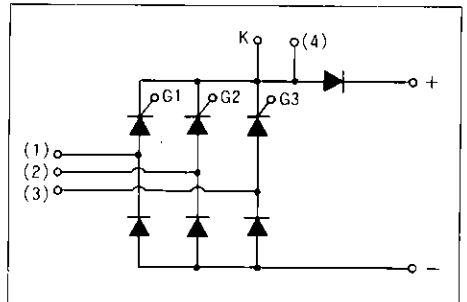 K (4)
+
G1 G2 G3
(1)
(2)
(3)
-